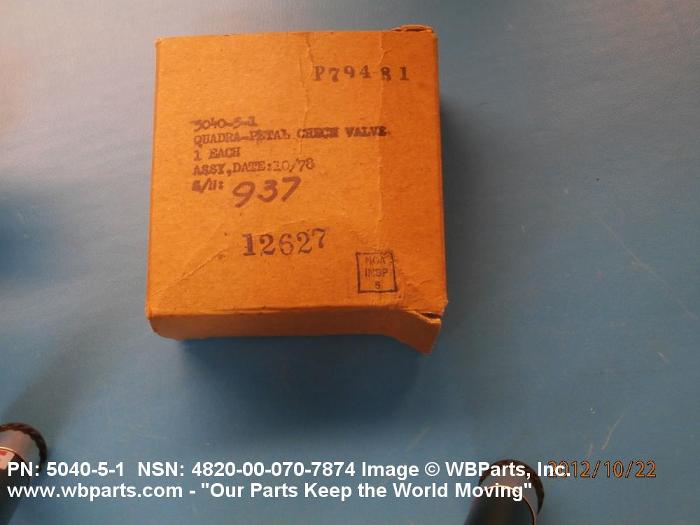 P79481
5040-5-1
QUADRA-PETAL CHECK VALVE
1 EACH
ASSY,DATE:10/78
S/N: 937
12627
INSP
5
2012/10/22
PN: 5040-5-1 NSN: 4820-00-070-7874 Image © WBParts, Inc.
www.wbparts.com - "Our Parts Keep the World Moving"